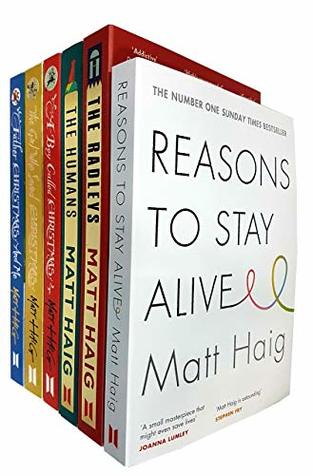 Father CHRISTMAS And Me
MATT HAIG
The Girl Who Saved CHRISTMAS
MATT HAIG
A Boy Called CHRISTMAS
MATT HAIG
THE HUMANS
MATT HAIG
THE RADLEYS
MATT HAIG
REASONS TO STAY ALIVE Matt Haig
'Addictive'
THE NUMBER ONE SUNDAY TIMES BESTSELLER
REASONS
TO STAY
ALIVE
Matt Haig
'A small masterpiece that
might even save lives'
JOANNA LUMLEY
'Matt Haig is astounding'
STEPHEN FRY